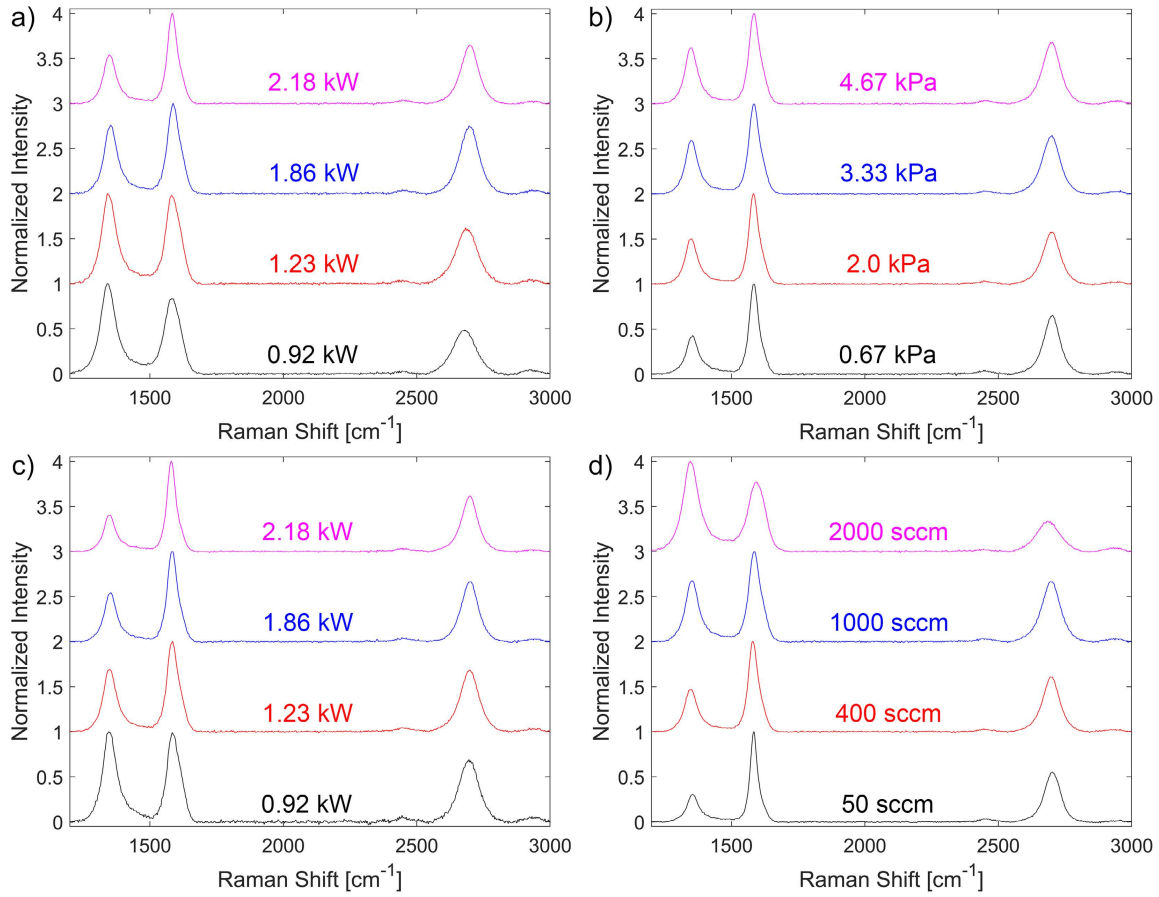 a)
4
3.5
3
2.5
2
1.5
1
0.5
0
Normalized Intensity
2.18 kW
1.86 kW
1.23 kW
0.92 kW
1500
2000
2500
3000
Raman Shift [cm⁻¹]
b)
4
3.5
3
2.5
2
1.5
1
0.5
0
Normalized Intensity
4.67 kPa
3.33 kPa
2.0 kPa
0.67 kPa
1500
2000
2500
3000
Raman Shift [cm⁻¹]
c)
4
3.5
3
2.5
2
1.5
1
0.5
0
Normalized Intensity
2.18 kW
1.86 kW
1.23 kW
0.92 kW
1500
2000
2500
3000
Raman Shift [cm⁻¹]
d)
4
3.5
3
2.5
2
1.5
1
0.5
0
Normalized Intensity
2000 sccm
1000 sccm
400 sccm
50 sccm
1500
2000
2500
3000
Raman Shift [cm⁻¹]